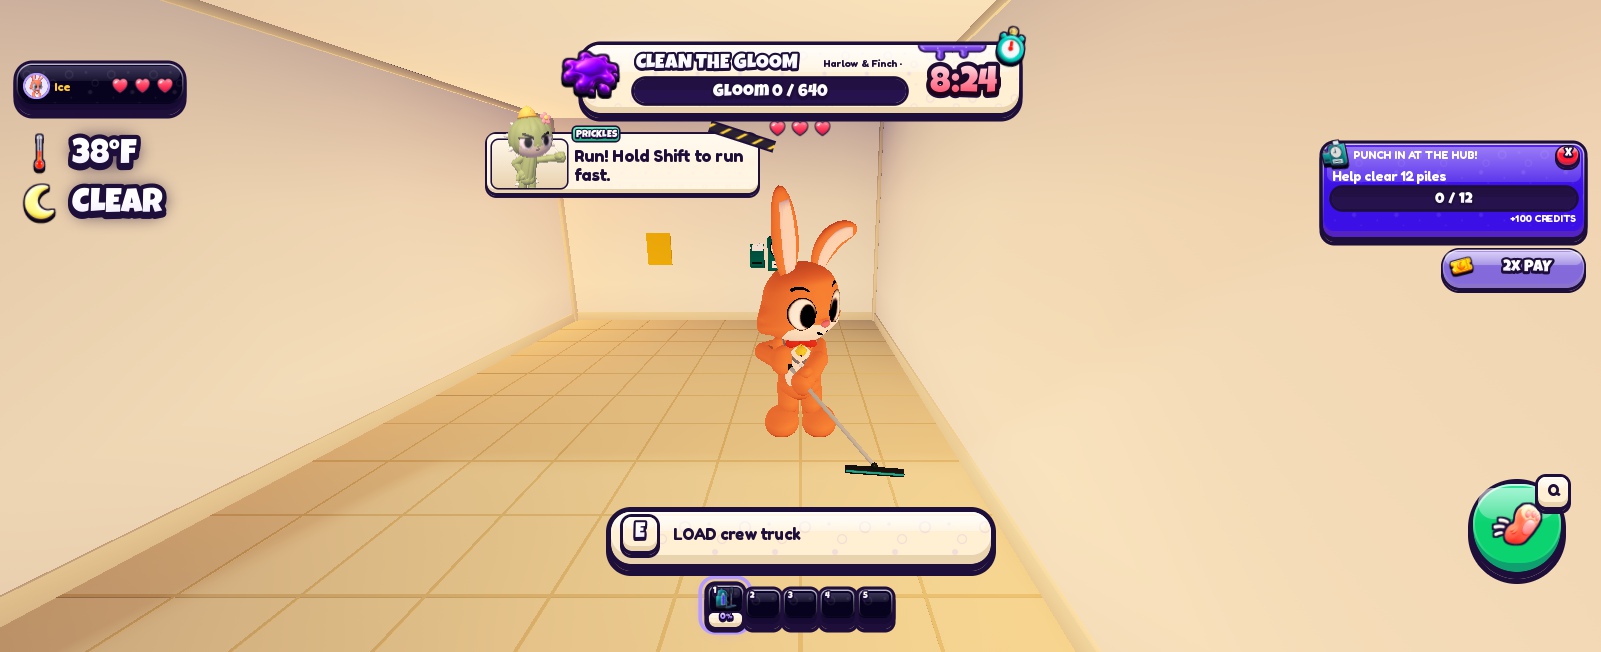 Ice
38°F
CLEAR
CLEAN THE GLOOM
Harlow & Finch ·
8:24
Gloom 0 / 640
PRICKLES
Run! Hold Shift to run
fast.
PUNCH IN AT THE HUB!
X
Help clear 12 piles
0 / 12
+100 CREDITS
2X PAY
Q
E
LOAD crew truck
1
2
3
4
5
0%